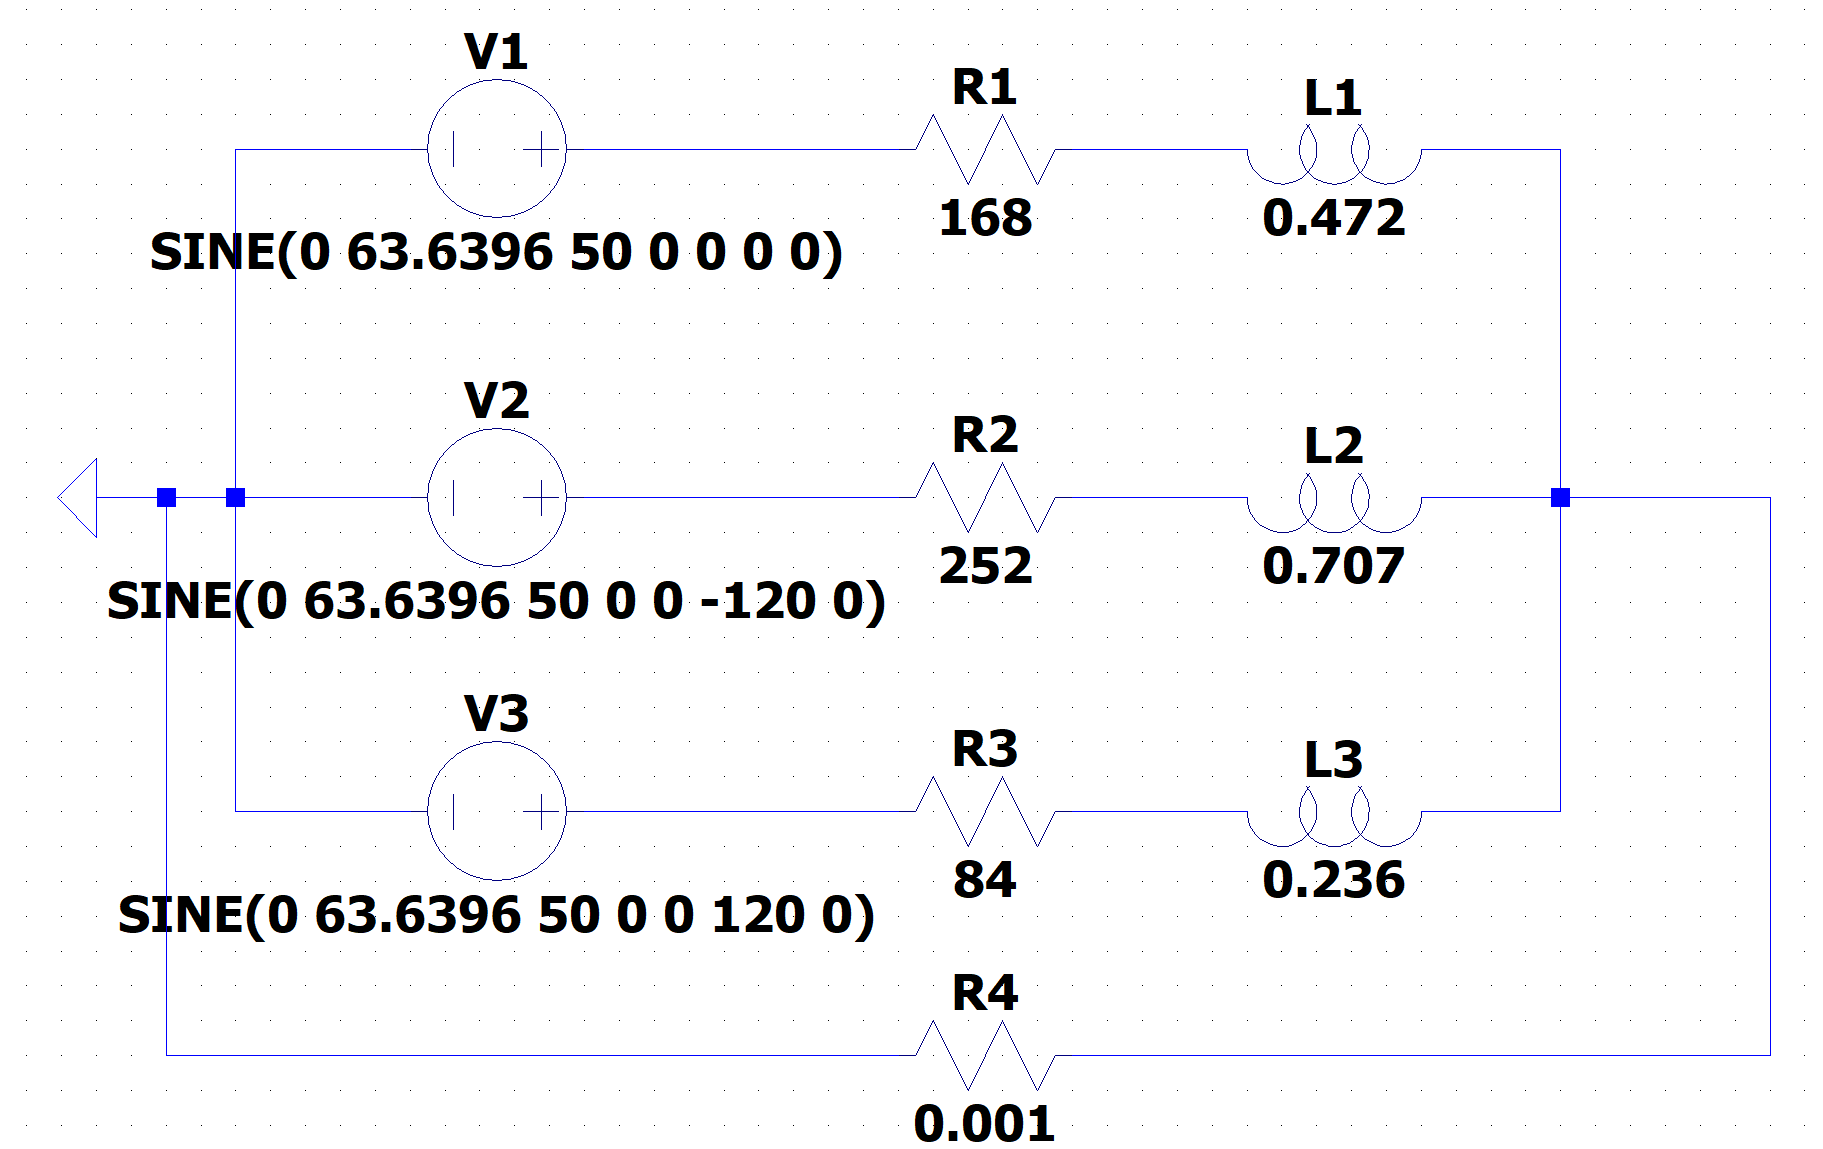 V1
R1
L1
168
0.472
SINE(0 63.6396 50 0 0 0 0)
V2
R2
L2
252
0.707
SINE(0 63.6396 50 0 0 -120 0)
V3
R3
L3
84
0.236
SINE(0 63.6396 50 0 0 120 0)
R4
0.001